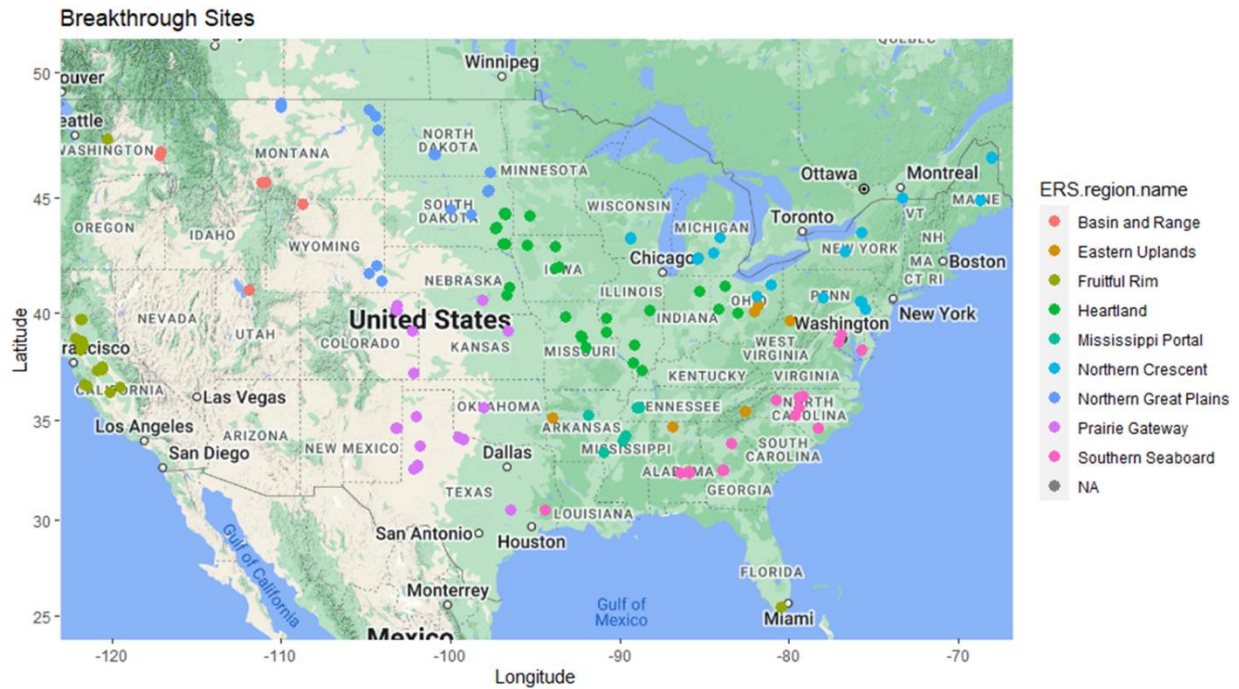 Breakthrough Sites
QUEBEC
50
Winnipeg
ouver
eattle
NORTH
DAKOTA
WASHINGTON
MONTANA
MINNESOTA
Ottawa
Montreal
45
MAINE
SOUTH
DAKOTA
WISCONSIN
VT
OREGON
MICHIGAN
Toronto
IDAHO
NEW YORK
NH
WYOMING
Chicago
MA
Boston
IOWA
CT RI
NEBRASKA
ILLINOIS
OH
PENN
40
NEVADA
United States
INDIANA
New York
UTAH
COLORADO
Washington
rancisco
KANSAS
MISSOURI
WEST
VIRGINIA
CALIFORNIA
KENTUCKY
VIRGINIA
Las Vegas
OKLAHOMA
TENNESSEE
NORTH
CAROLINA
35
Los Angeles
ARKANSAS
ARIZONA
NEW MEXICO
MISSISSIPPI
SOUTH
CAROLINA
San Diego
Dallas
ALABAMA
GEORGIA
TEXAS
LOUISIANA
30
San Antonio
Houston
Gulf of California
FLORIDA
Monterrey
Gulf of
Mexico
25
Miami
Mexico
-120
-110
-100
-90
-80
-70
Longitude
Latitude
ERS.region.name
Basin and Range
Eastern Uplands
Fruitful Rim
Heartland
Mississippi Portal
Northern Crescent
Northern Great Plains
Prairie Gateway
Southern Seaboard
NA